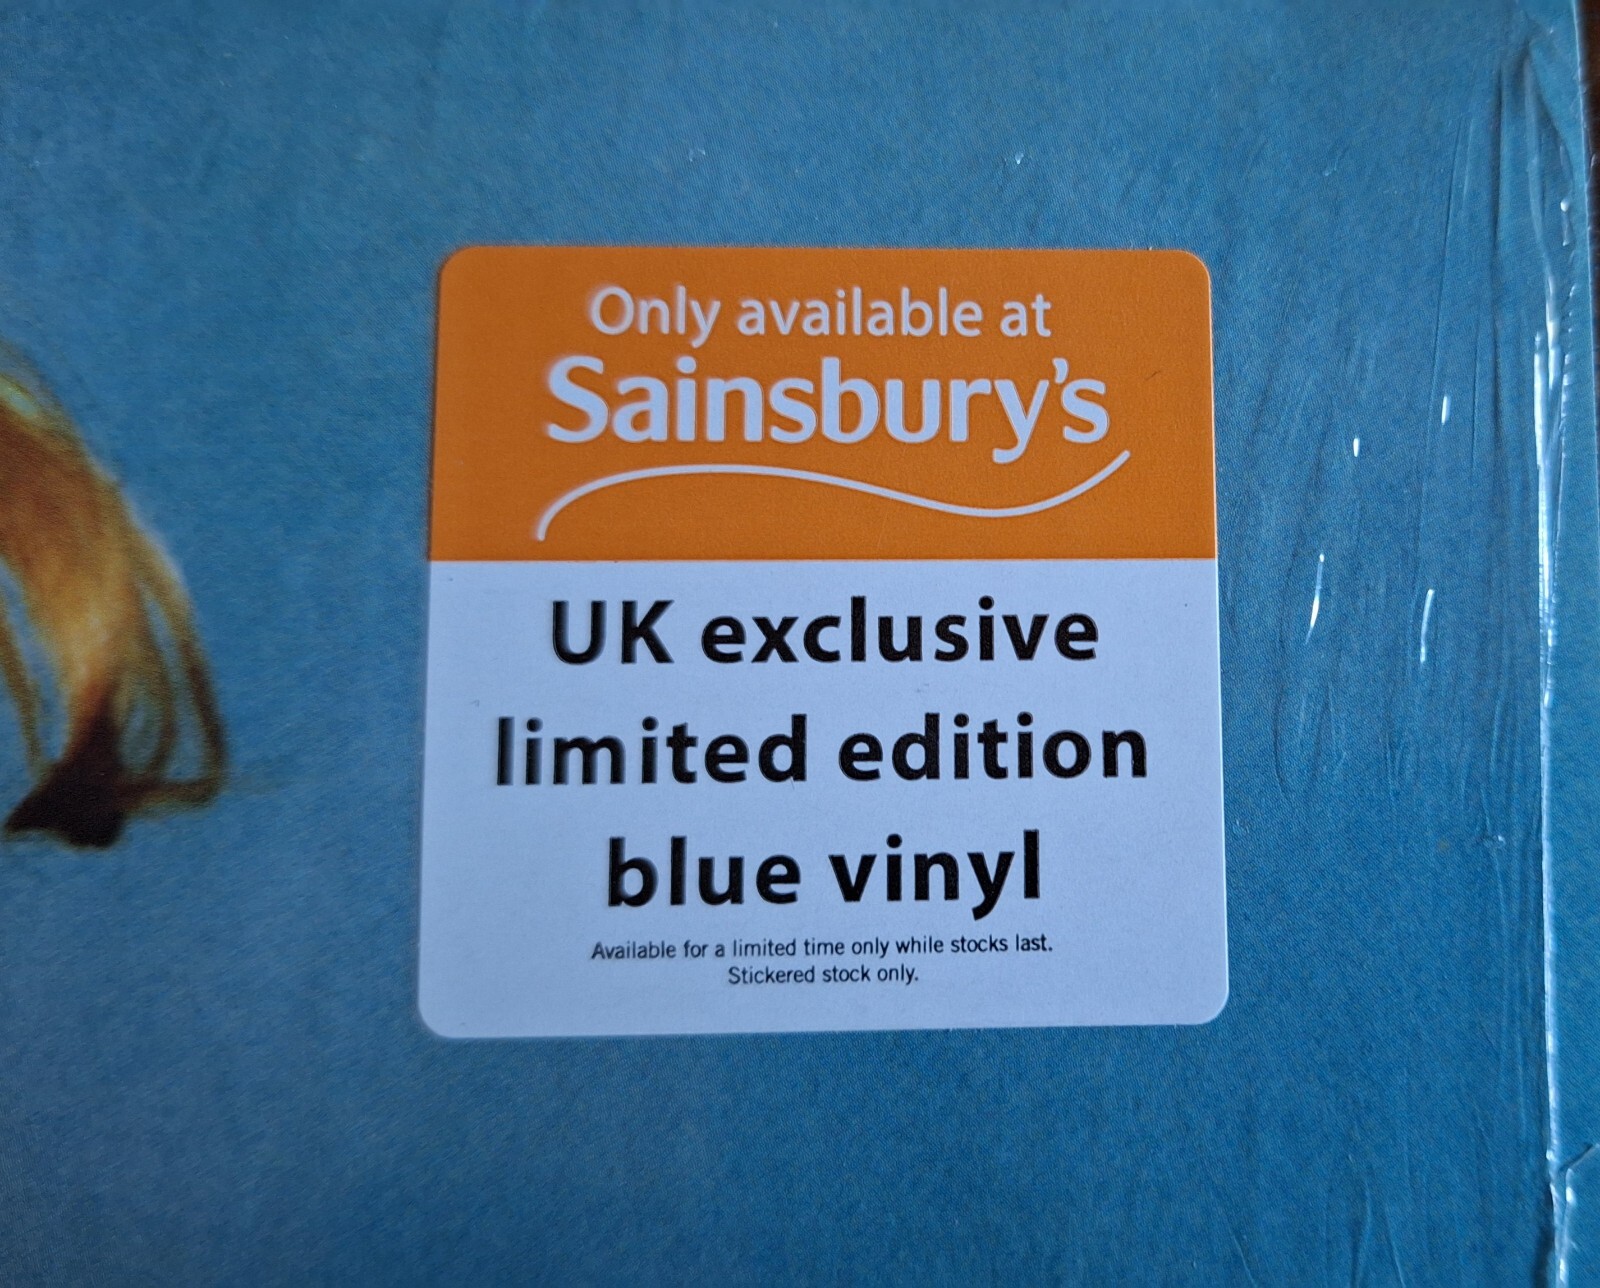 Only available at
Sainsbury's
UK exclusive
limited edition
blue vinyl
Available for a limited time only while stocks last.
Stickered stock only.